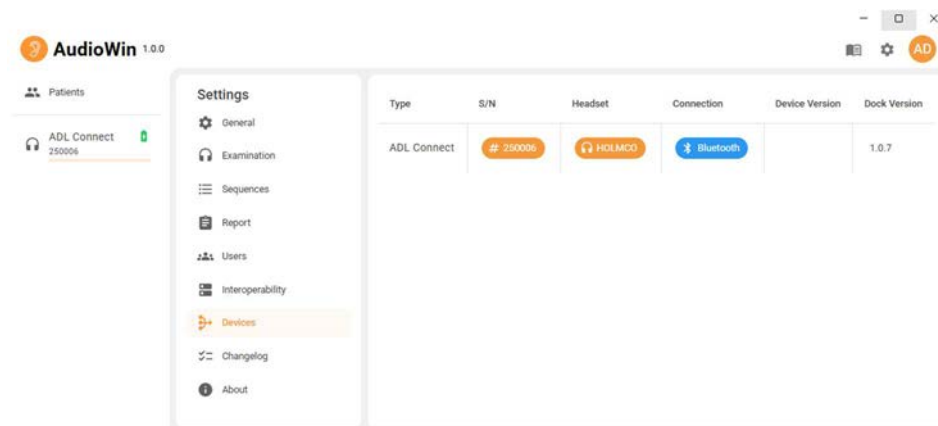 AudioWin 1.0.0
AD
Patients
ADL Connect
250006
Settings
General
Examination
Sequences
Report
Users
Interoperability
Devices
Changelog
About
Type S/N Headset Connection Device Version Dock Version
ADL Connect # 250006 HOLMCO Bluetooth 1.0.7